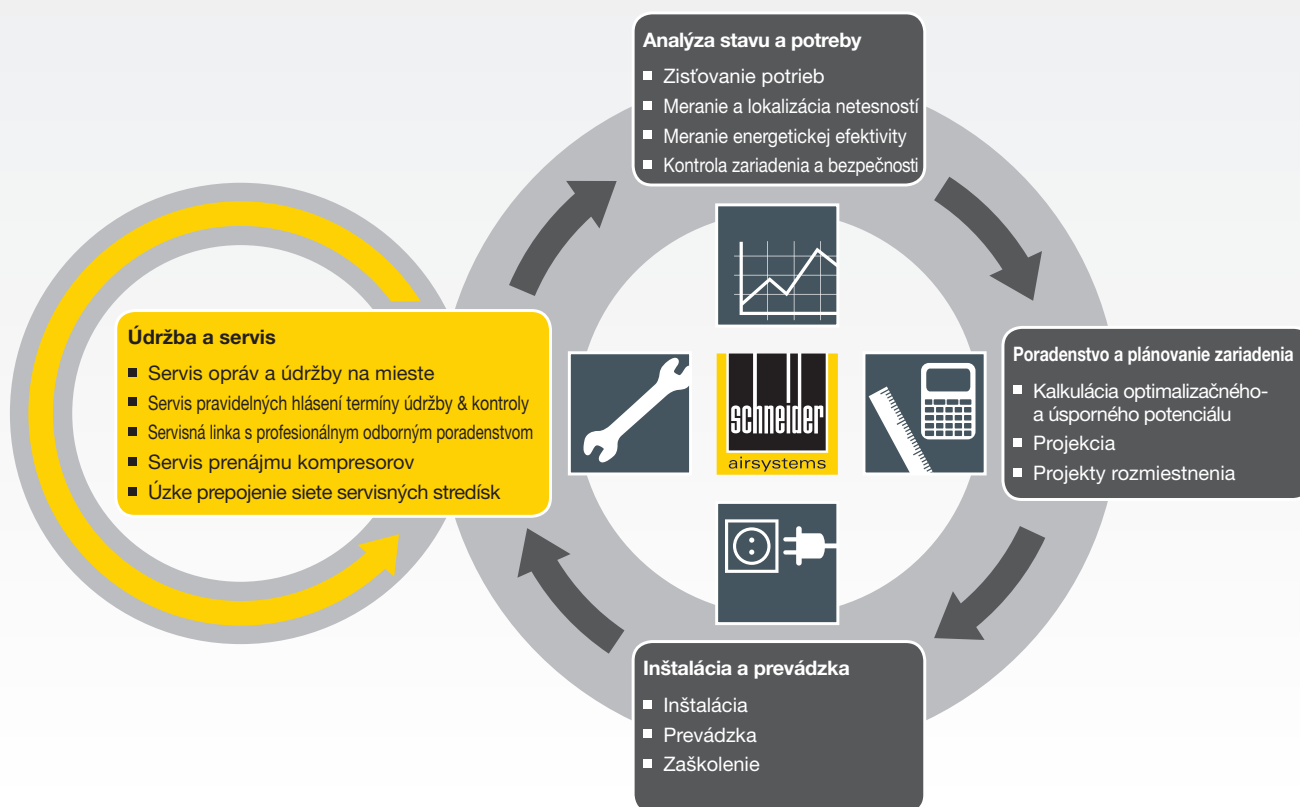 Analýza stavu a potreby
Zisťovanie potrieb
Meranie a lokalizácia netesností
Meranie energetickej efektivity
Kontrola zariadenia a bezpečnosti
Údržba a servis
Servis opráv a údržby na mieste
Servis pravidelných hlásení termíny údržby & kontroly
Servisná linka s profesionálnym odborným poradenstvom
Servis prenájmu kompresorov
Úzke prepojenie siete servisných stredísk
schneider
airsystems
Poradenstvo a plánovanie zariadenia
Kalkulácia optimalizačného-
a úsporného potenciálu
Projekcia
Projekty rozmiestnenia
Inštalácia a prevádzka
Inštalácia
Prevádzka
Zaškolenie